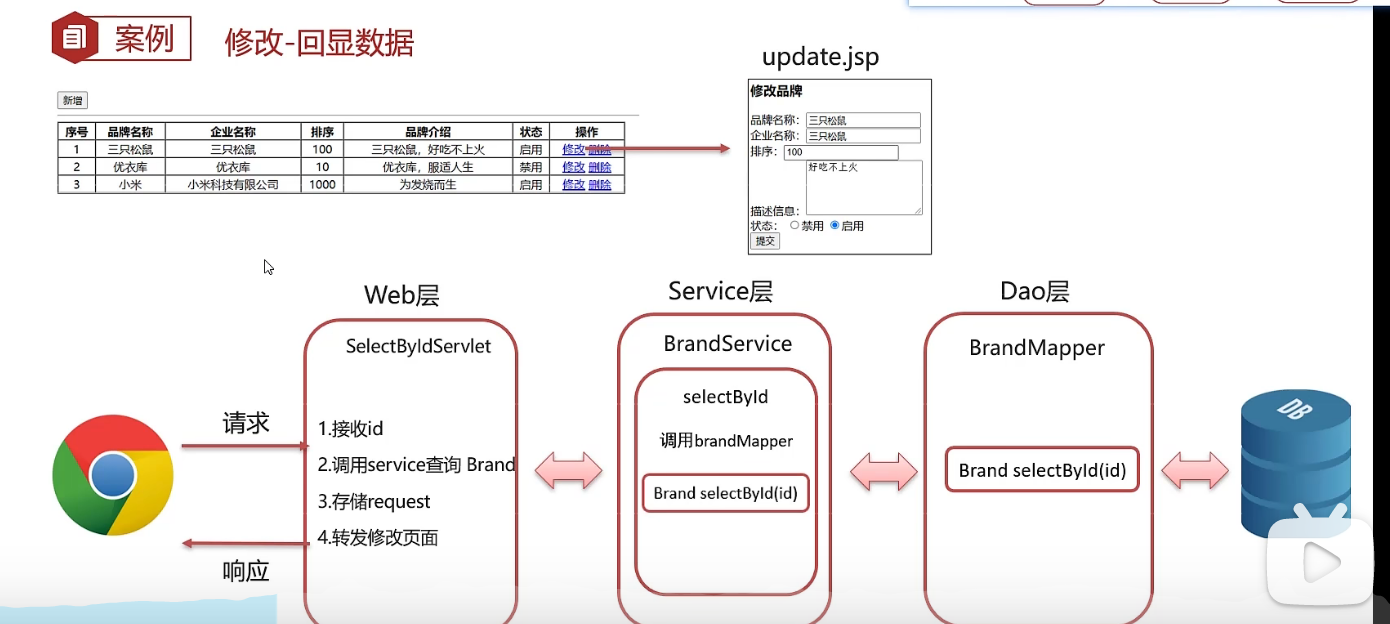 案例
修改-回显数据
新增
序号 品牌名称 企业名称 排序 品牌介绍 状态 操作
1 三只松鼠 三只松鼠 100 三只松鼠，好吃不上火 启用 修改 删除
2 优衣库 优衣库 10 优衣库，服适人生 禁用 修改 删除
3 小米 小米科技有限公司 1000 为发烧而生 启用 修改 删除
update.jsp
修改品牌
品牌名称： 三只松鼠
企业名称： 三只松鼠
排序： 100
好吃不上火
描述信息：
状态： 禁用 启用
提交
请求
响应
Web层
SelectByIdServlet
1.接收id
2.调用service查询 Brand
3.存储request
4.转发修改页面
Service层
BrandService
selectById
调用brandMapper
Brand selectById(id)
Dao层
BrandMapper
Brand selectById(id)
DB